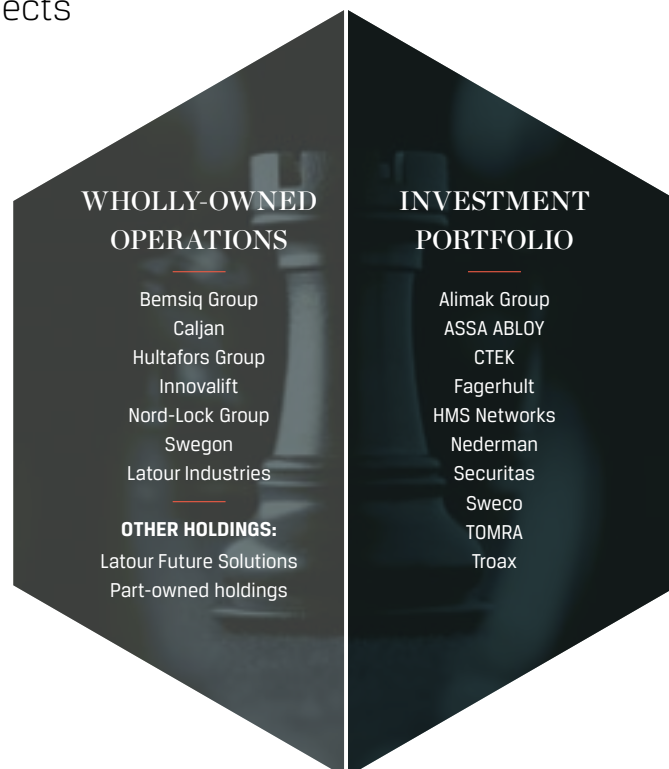 ects
WHOLLY-OWNED
OPERATIONS
Bemsiq Group
Caljan
Hultafors Group
Innovalift
Nord-Lock Group
Swegon
Latour Industries
OTHER HOLDINGS:
Latour Future Solutions
Part-owned holdings
INVESTMENT
PORTFOLIO
Alimak Group
ASSA ABLOY
CTEK
Fagerhult
HMS Networks
Nederman
Securitas
Sweco
TOMRA
Troax